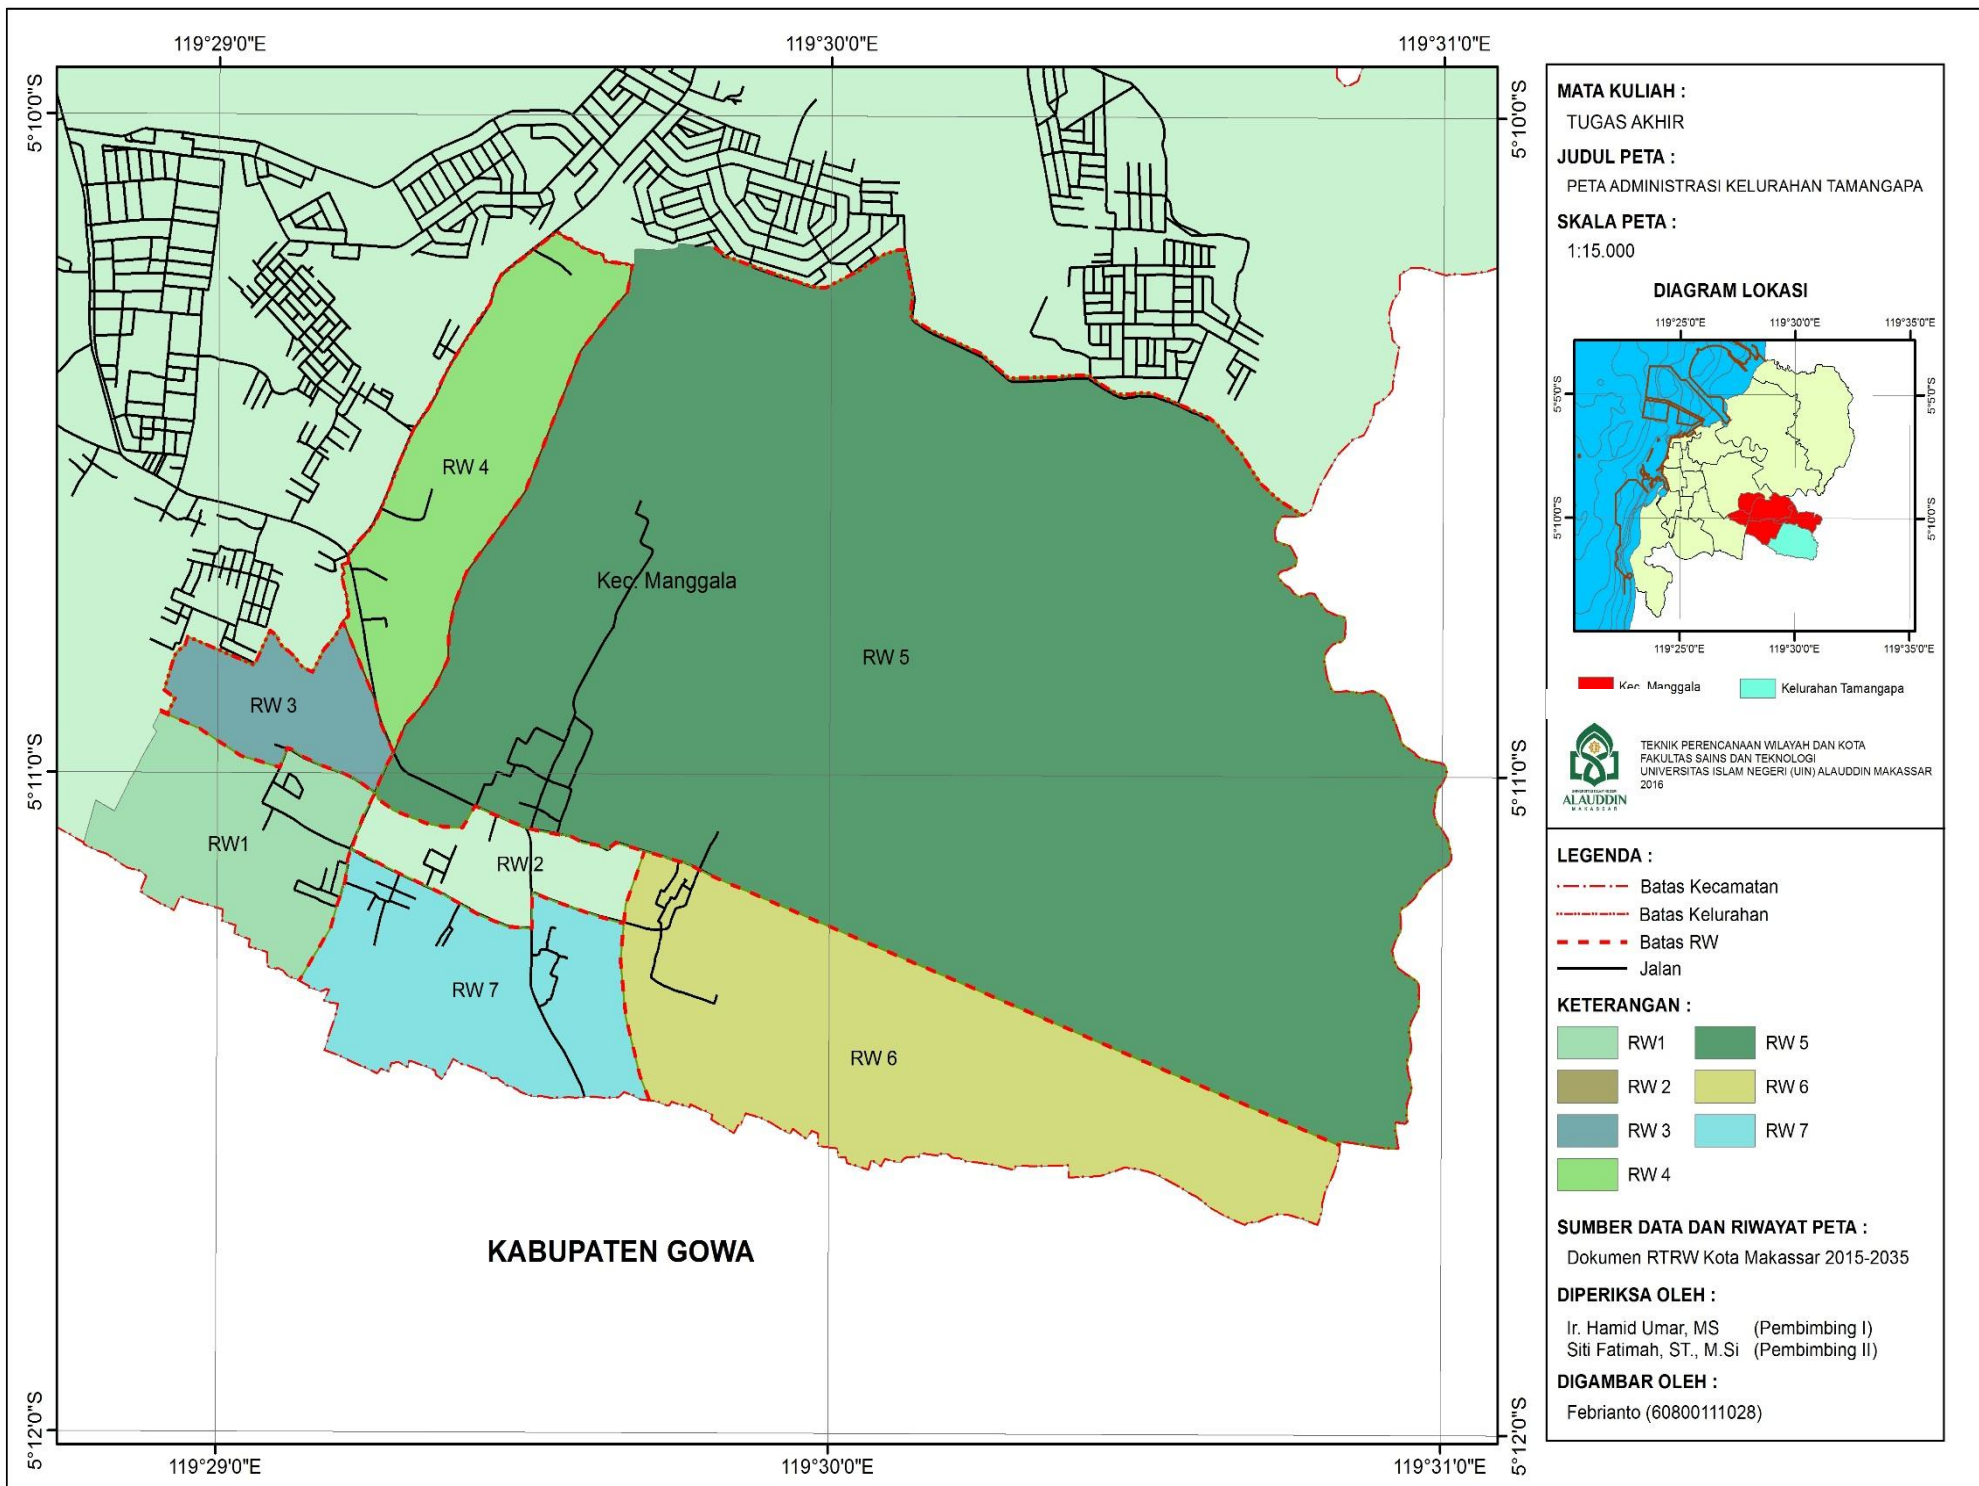 119°29'0"E
119°30'0"E
119°31'0"E
5°10'0"S
5°10'0"S
RW 4
Kec. Manggala
RW 5
RW 3
5°11'0"S
5°11'0"S
RW1
RW 2
RW 7
RW 6
KABUPATEN GOWA
5°12'0"S
5°12'0"S
119°29'0"E
119°30'0"E
119°31'0"E
MATA KULIAH :
TUGAS AKHIR
JUDUL PETA :
PETA ADMINISTRASI KELURAHAN TAMANGAPA
SKALA PETA :
1:15.000
DIAGRAM LOKASI
119°25'0"E
119°30'0"E
119°35'0"E
5°5'0"S
5°5'0"S
5°10'0"S
5°10'0"S
119°25'0"E
119°30'0"E
119°35'0"E
Kec. Manggala
Kelurahan Tamangapa
ALAUDDIN
MAKASSAR
TEKNIK PERENCANAAN WILAYAH DAN KOTA
FAKULTAS SAINS DAN TEKNOLOGI
UNIVERSITAS ISLAM NEGERI (UIN) ALAUDDIN MAKASSAR
2016
LEGENDA :
Batas Kecamatan
Batas Kelurahan
Batas RW
Jalan
KETERANGAN :
RW1
RW 5
RW 2
RW 6
RW 3
RW 7
RW 4
SUMBER DATA DAN RIWAYAT PETA :
Dokumen RTRW Kota Makassar 2015-2035
DIPERIKSA OLEH :
Ir. Hamid Umar, MS (Pembimbing I)
Siti Fatimah, ST., M.Si (Pembimbing II)
DIGAMBAR OLEH :
Febrianto (60800111028)